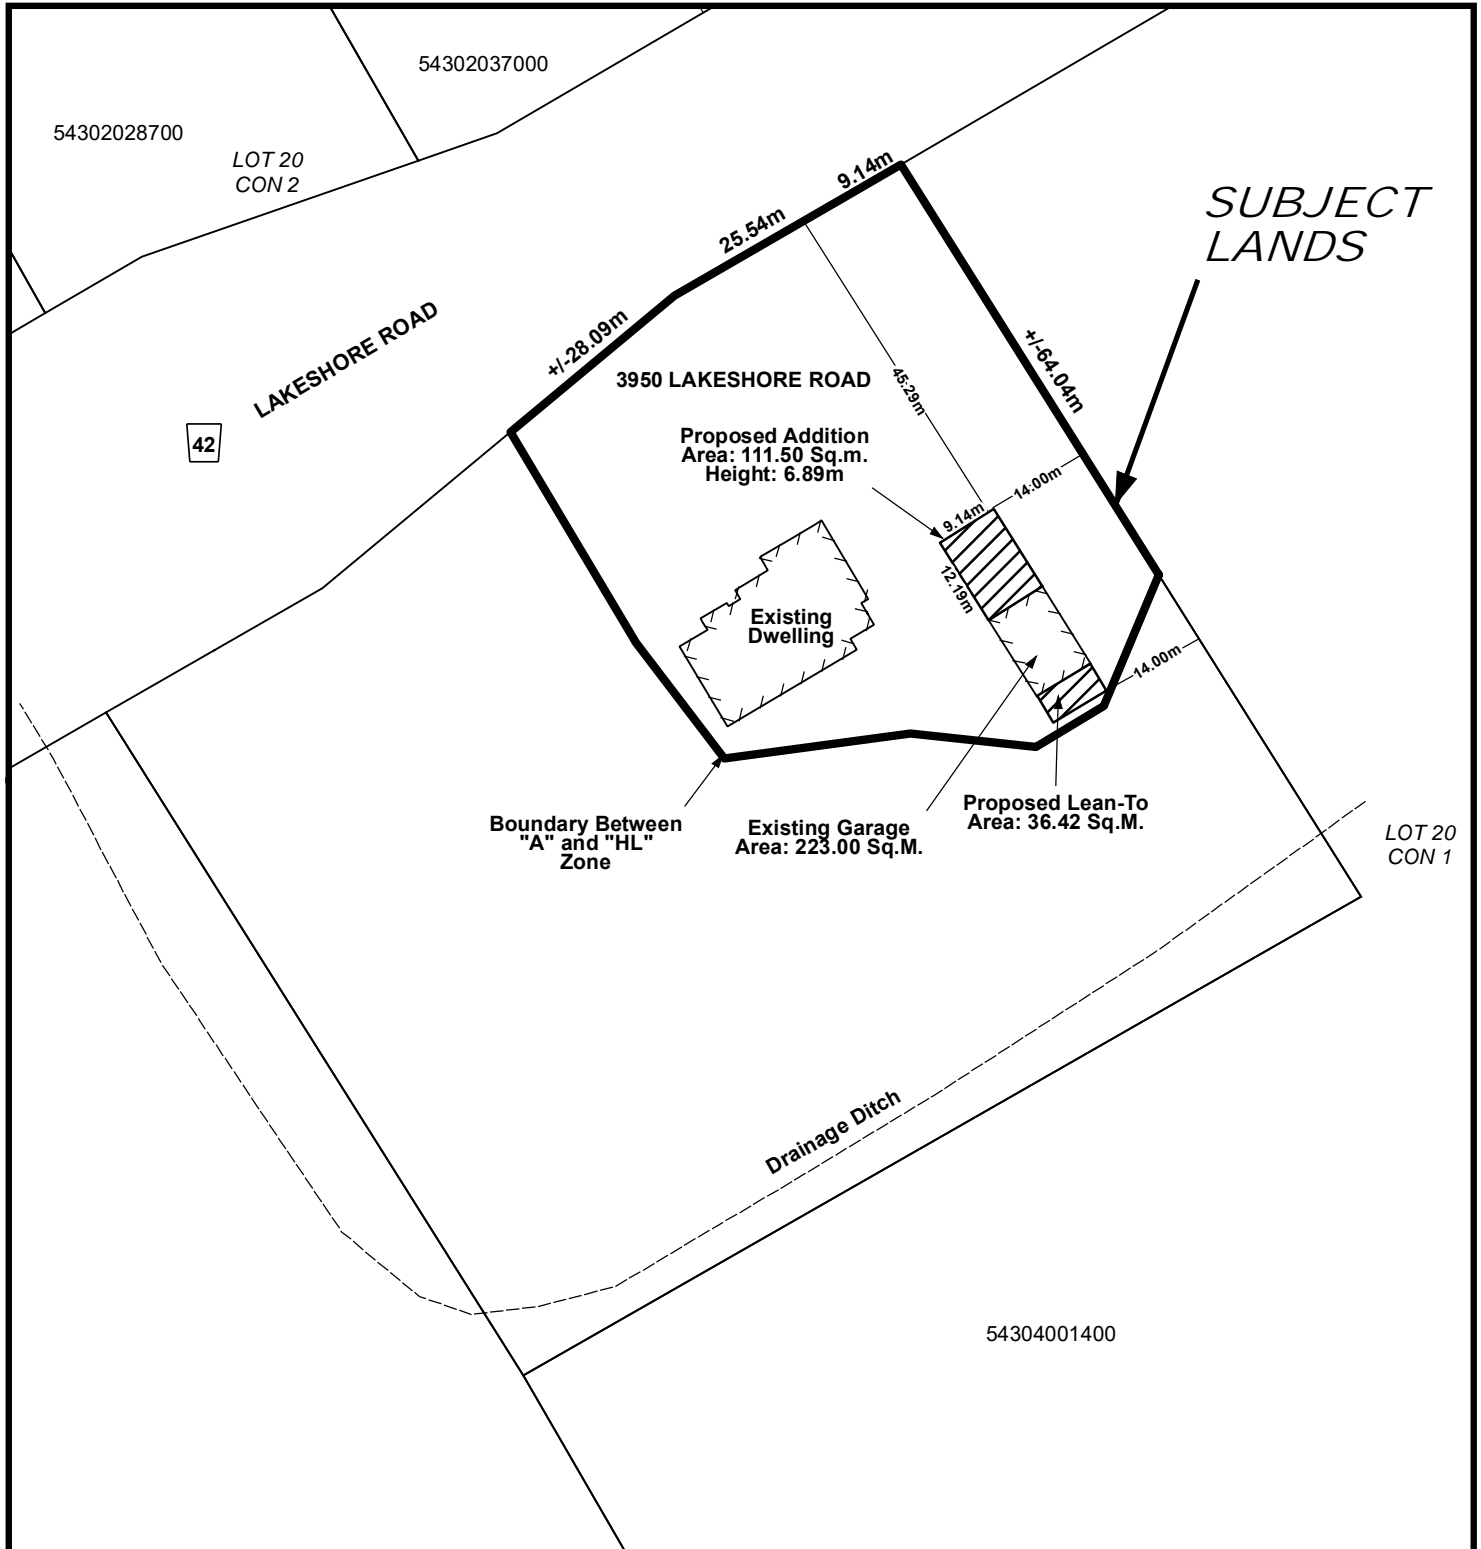 54302037000
54302028700
LOT 20
CON 2
9.14m
SUBJECT
LANDS
25.54m
+/-28.09m
LAKESHORE ROAD
42
3950 LAKESHORE ROAD
45.29m
+/-64.04m
Proposed Addition
Area: 111.50 Sq.m.
Height: 6.89m
14.00m
9.14m
12.19m
Existing
Dwelling
14.00m
Boundary Between
"A" and "HL"
Zone
Existing Garage
Area: 223.00 Sq.M.
Proposed Lean-To
Area: 36.42 Sq.M.
LOT 20
CON 1
Drainage Ditch
54304001400